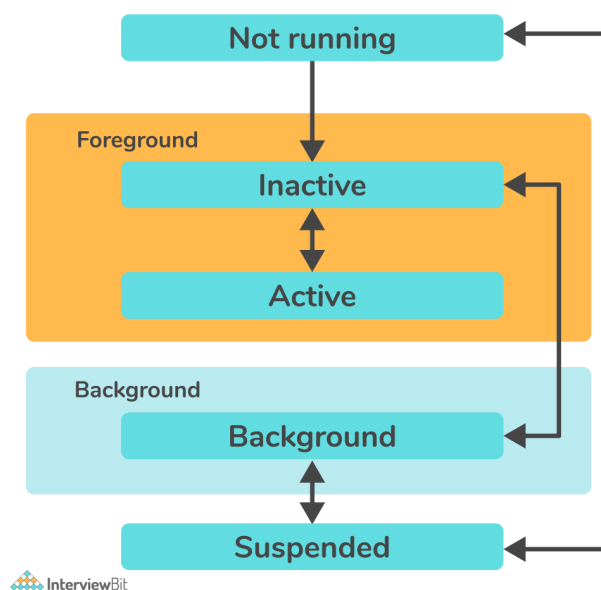 Not running
Foreground
Inactive
Active
Background
Background
Suspended
InterviewBit